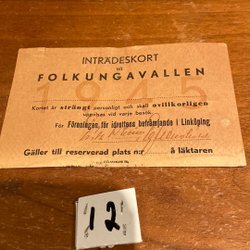 INTRÄDESKORT
till
FOLKUNGAVALLEN
1945
Kortet är strängt personligt och skall ovillkorligen
uppvisas vid varje besök.
För Föreningen för idrottens befrämjande i Linköping
Gäller till reserverad plats n:r å läktaren
12